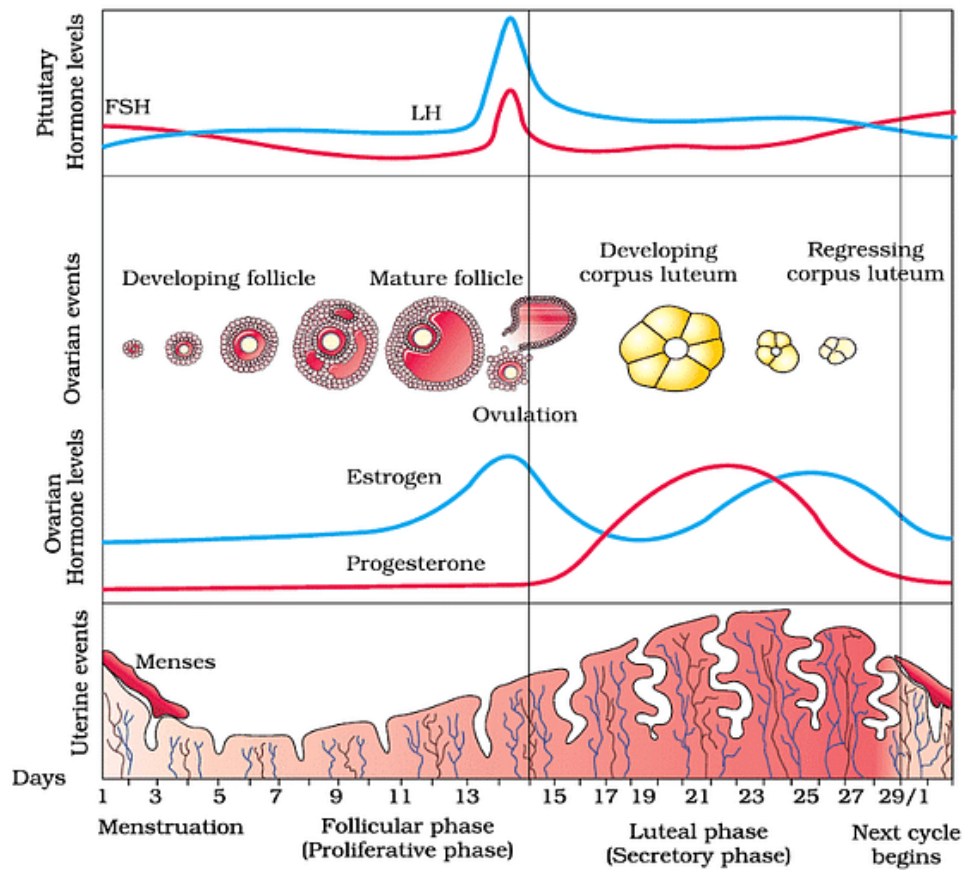 Pituitary
Hormone levels
FSH
LH
Ovarian events
Developing follicle
Mature follicle
Developing
corpus luteum
Regressing
corpus luteum
Ovulation
Ovarian
Hormone levels
Estrogen
Progesterone
Uterine events
Menses
Days
1 3 5 7 9 11 13 15 17 19 21 23 25 27 29/1
Menstruation
Follicular phase
(Proliferative phase)
Luteal phase
(Secretory phase)
Next cycle
begins